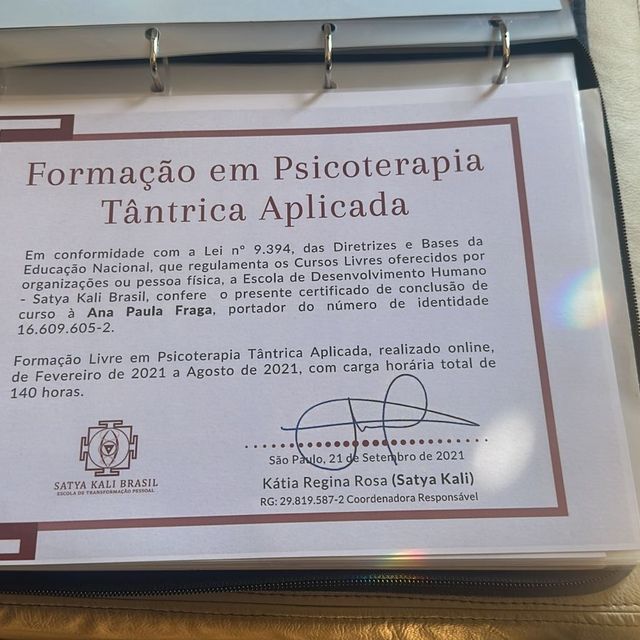 Formação em Psicoterapia
Tântrica Aplicada
Em conformidade com a Lei nº 9.394, das Diretrizes e Bases da
Educação Nacional, que regulamenta os Cursos Livres oferecidos por
organizações ou pessoa física, a Escola de Desenvolvimento Humano
- Satya Kali Brasil, confere o presente certificado de conclusão de
curso à Ana Paula Fraga, portador do número de identidade
16.609.605-2.
Formação Livre em Psicoterapia Tântrica Aplicada, realizado online,
de Fevereiro de 2021 a Agosto de 2021, com carga horária total de
140 horas.
SATYA KALI BRASIL
ESCOLA DE TRANSFORMAÇÃO PESSOAL
São Paulo, 21 de Setembro de 2021
Kátia Regina Rosa (Satya Kali)
RG: 29.819.587-2 Coordenadora Responsável